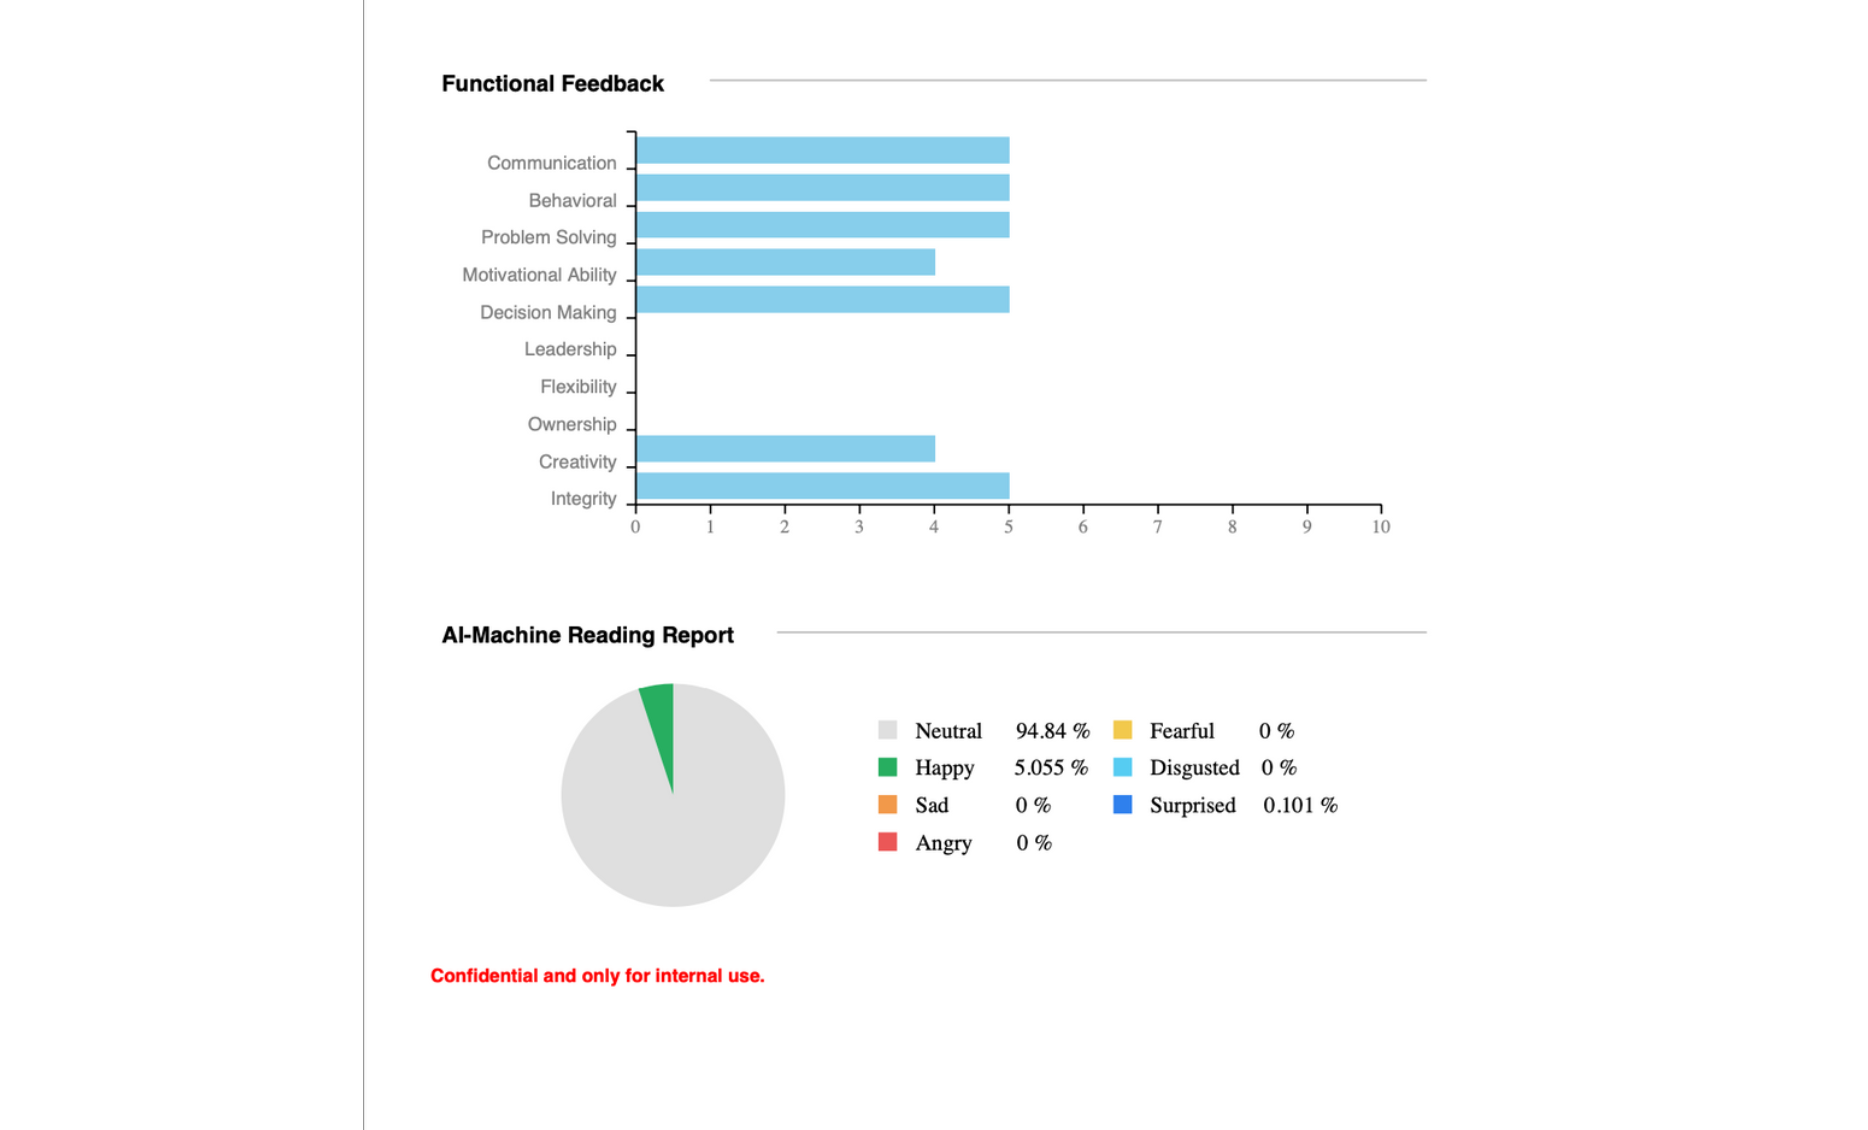 Functional Feedback
Communication
Behavioral
Problem Solving
Motivational Ability
Decision Making
Leadership
Flexibility
Ownership
Creativity
Integrity
0 1 2 3 4 5 6 7 8 9 10
AI-Machine Reading Report
Neutral 94.84 % Fearful 0 %
Happy 5.055 % Disgusted 0 %
Sad 0 % Surprised 0.101 %
Angry 0 %
Confidential and only for internal use.